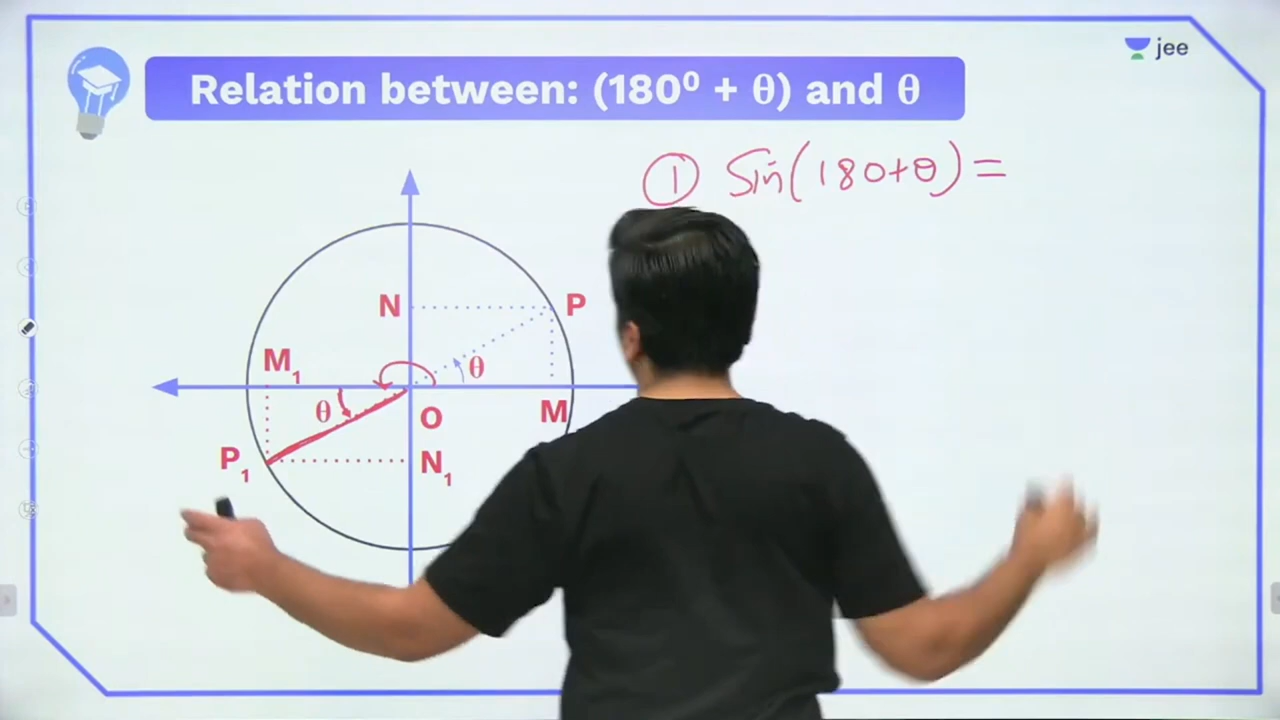 jee
Relation between: (180⁰ + θ) and θ
① Sin(180+θ) =
N
P
M₁
θ
θ
O
M
P₁
N₁